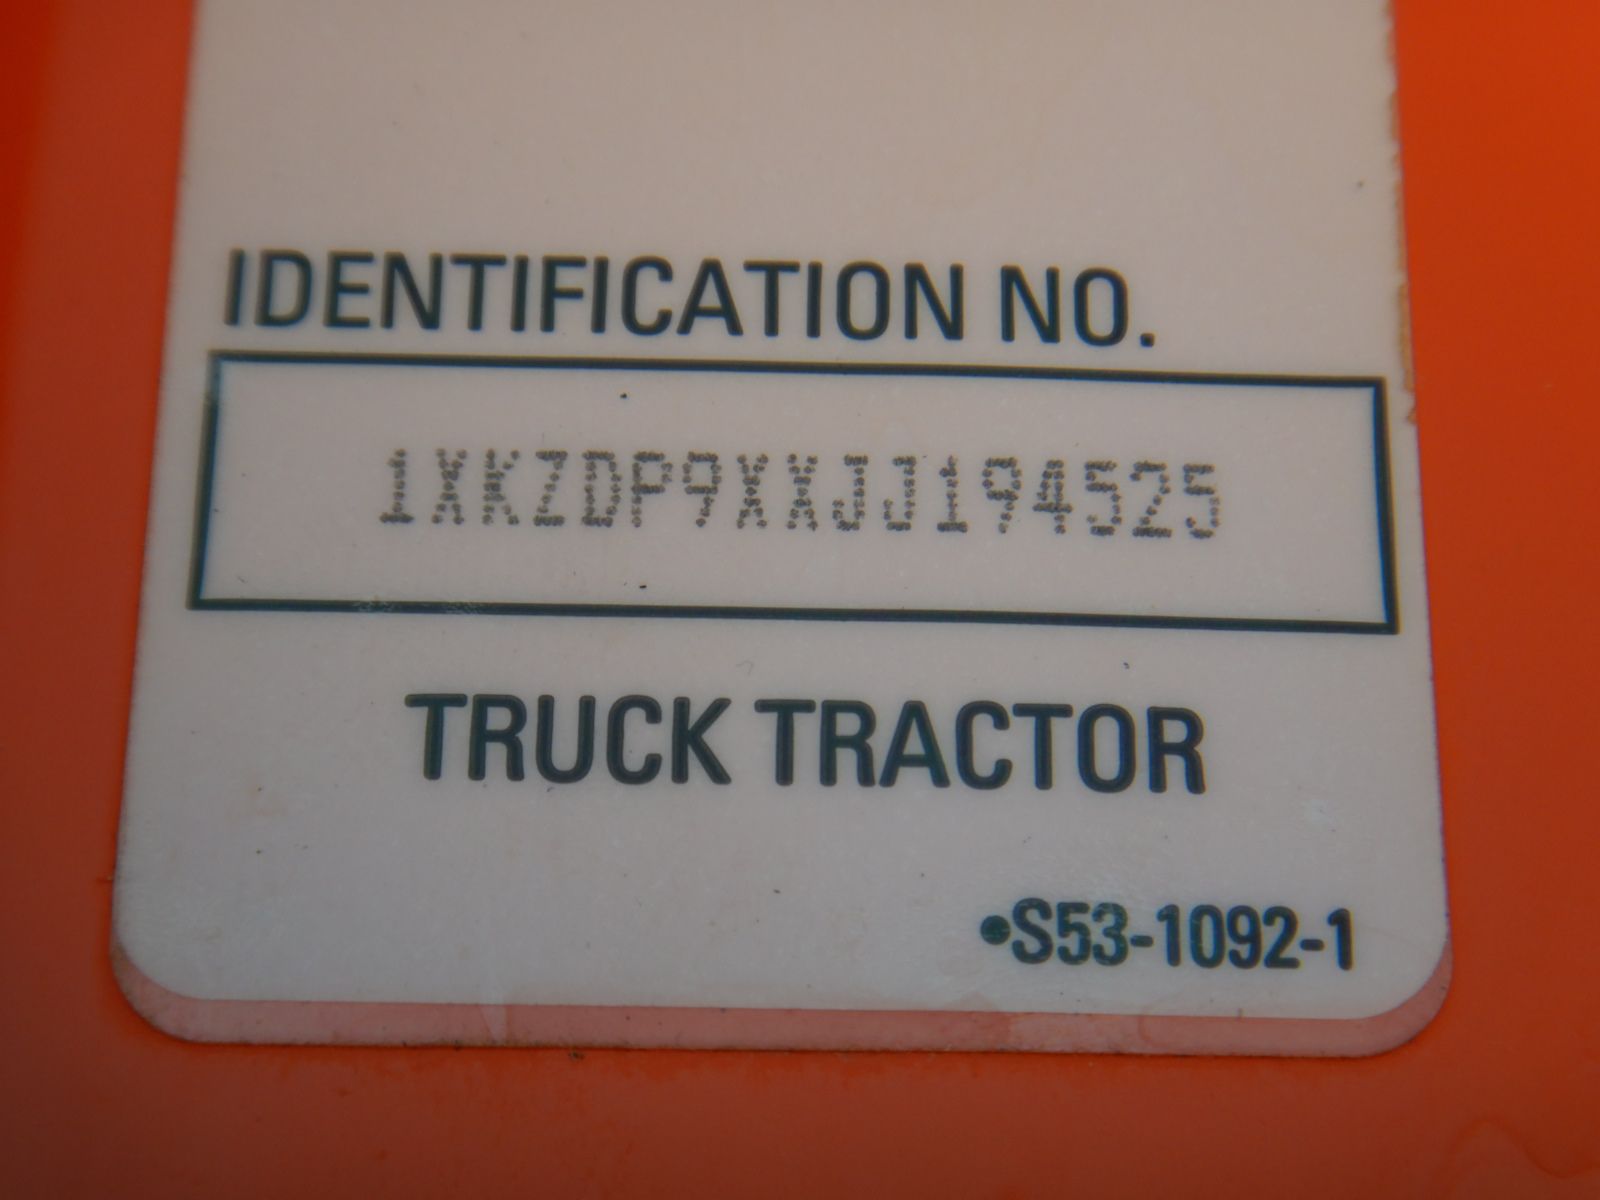 IDENTIFICATION NO.
1XKZDP9XXJJ194525
TRUCK TRACTOR
•S53-1092-1